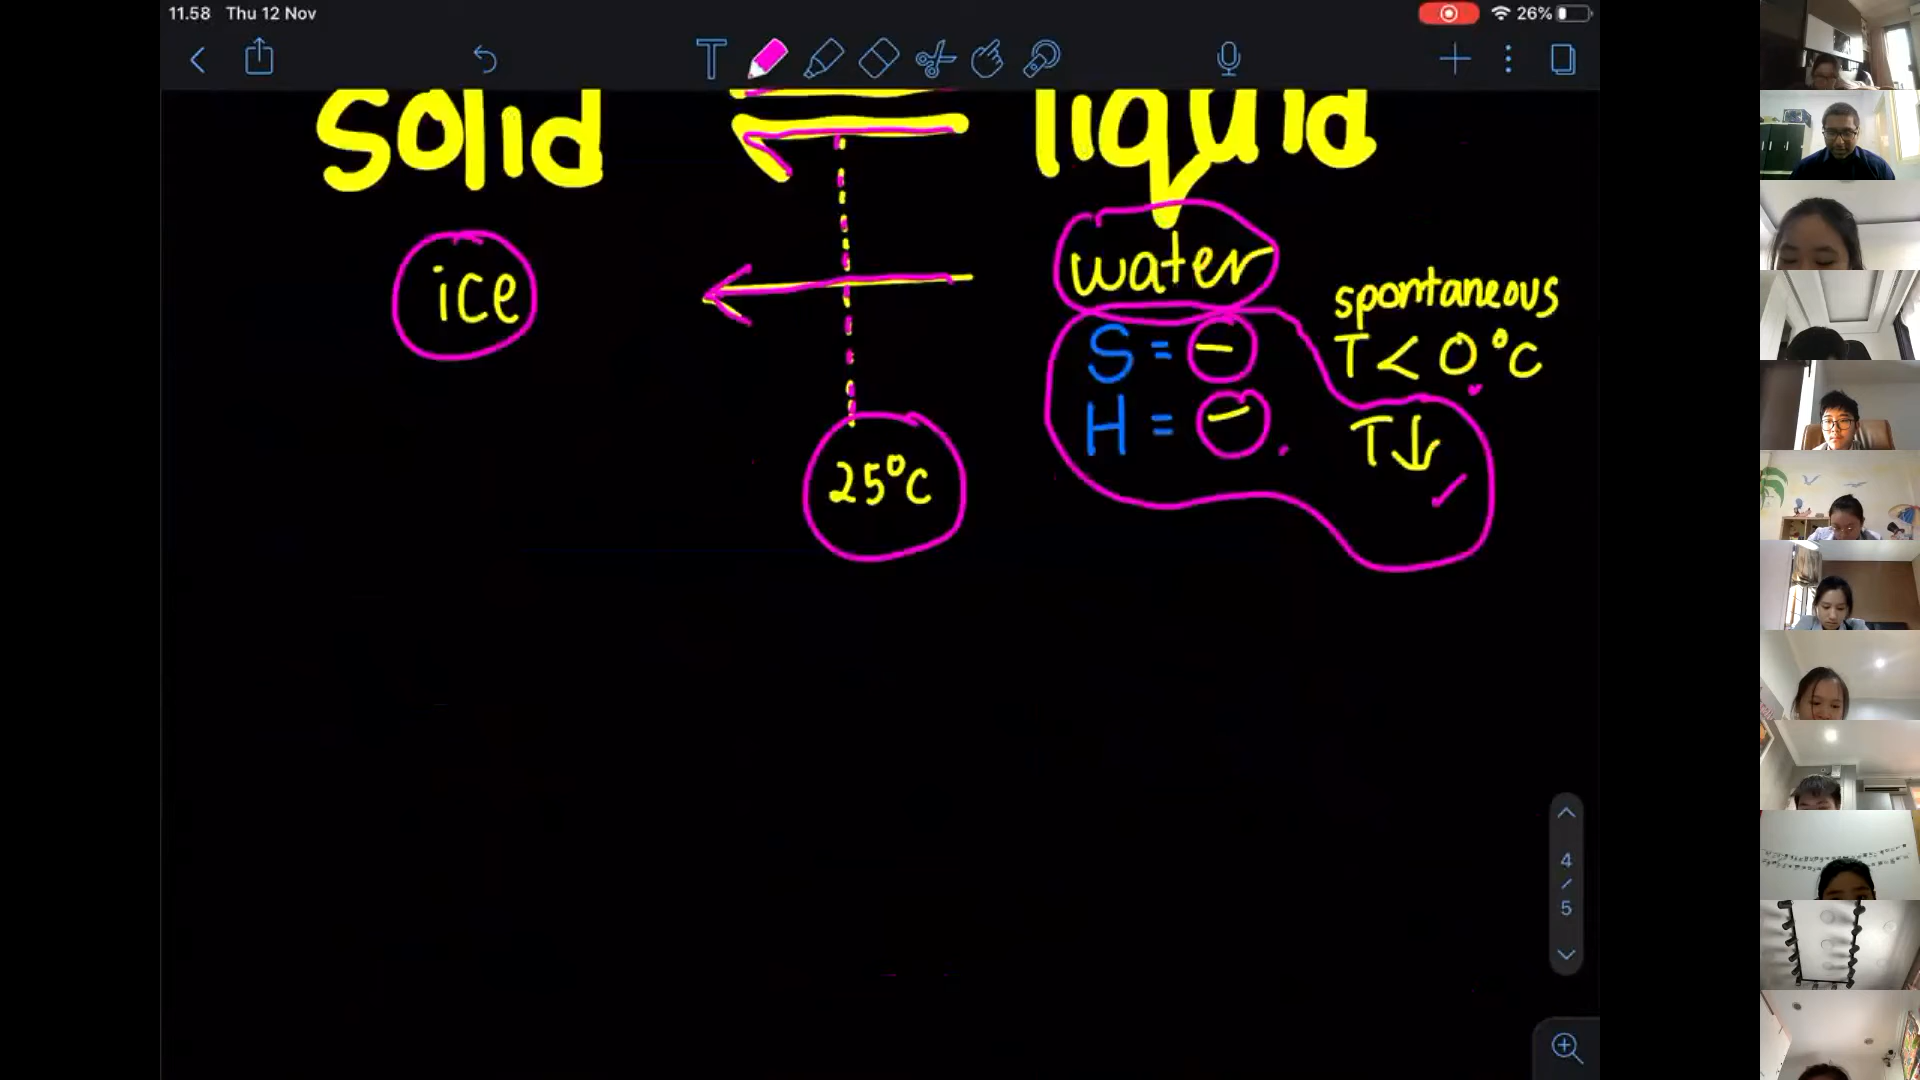 11.58 Thu 12 Nov
26%
T
solid
liquid
ice
water
spontaneous
T < 0°C
S = −
H = −
T↓
25°C
4
/
5